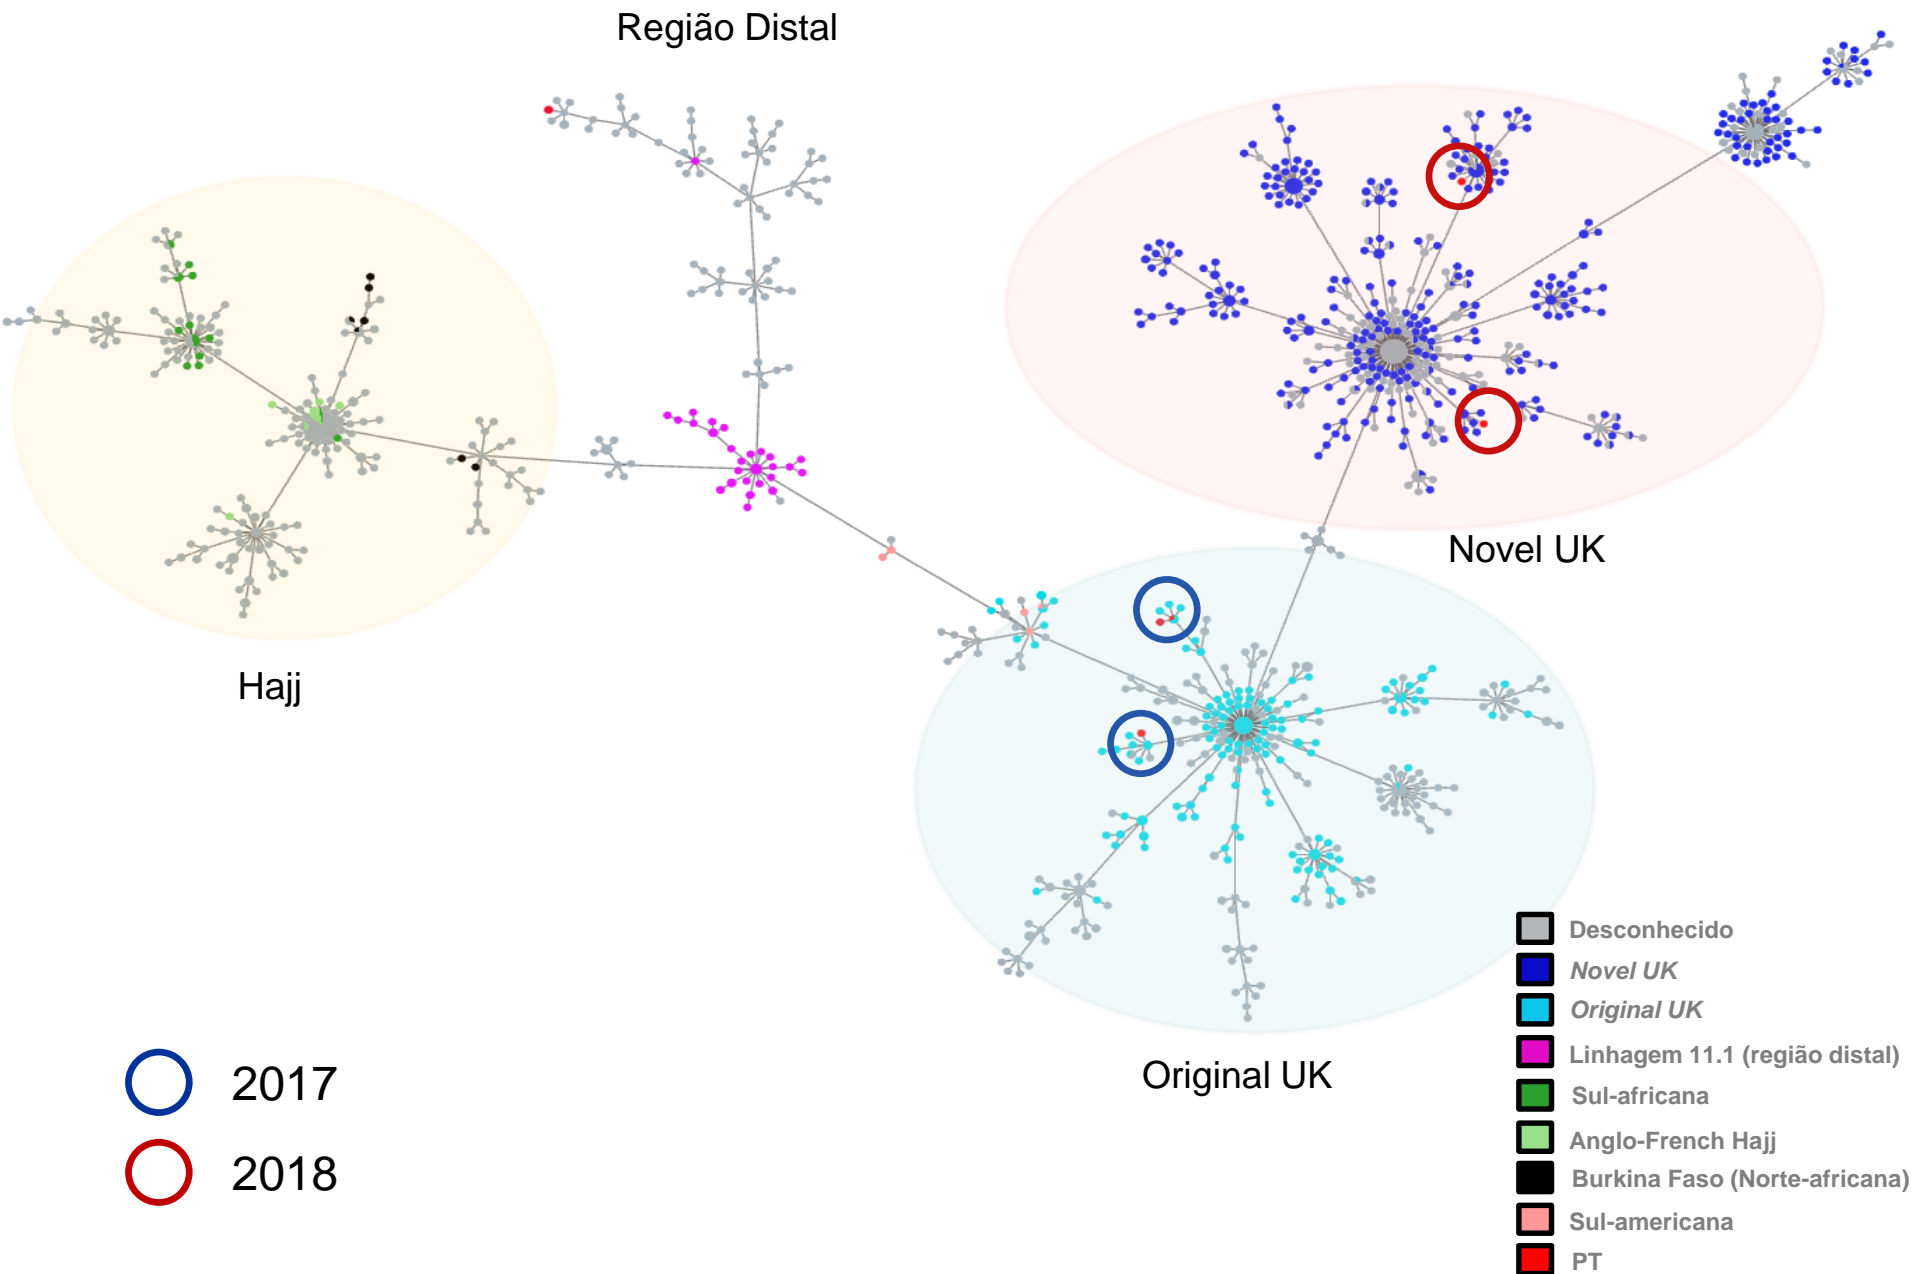 Região Distal
Novel UK
Hajj
Original UK
2017
2018
Desconhecido
Novel UK
Original UK
Linhagem 11.1 (região distal)
Sul-africana
Anglo-French Hajj
Burkina Faso (Norte-africana)
Sul-americana
PT